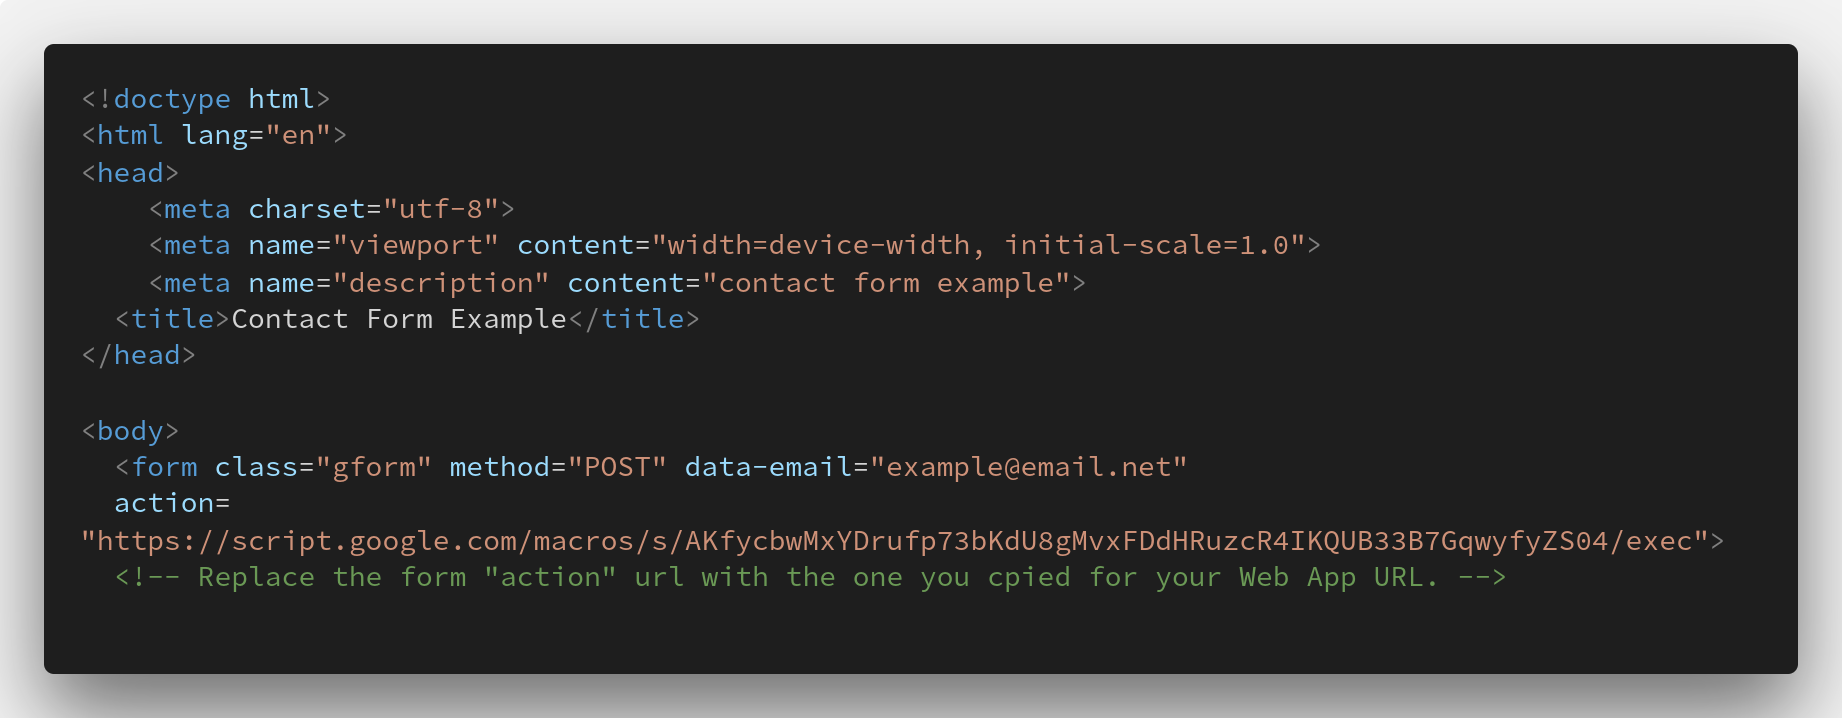 <!doctype html>
<html lang="en">
<head>
    <meta charset="utf-8">
    <meta name="viewport" content="width=device-width, initial-scale=1.0">
    <meta name="description" content="contact form example">
  <title>Contact Form Example</title>
</head>

<body>
  <form class="gform" method="POST" data-email="example@email.net"
  action=
"https://script.google.com/macros/s/AKfycbwMxYDrufp73bKdU8gMvxFDdHRuzcR4IKQUB33B7GqwyfyZS04/exec">
  <!-- Replace the form "action" url with the one you cpied for your Web App URL. -->